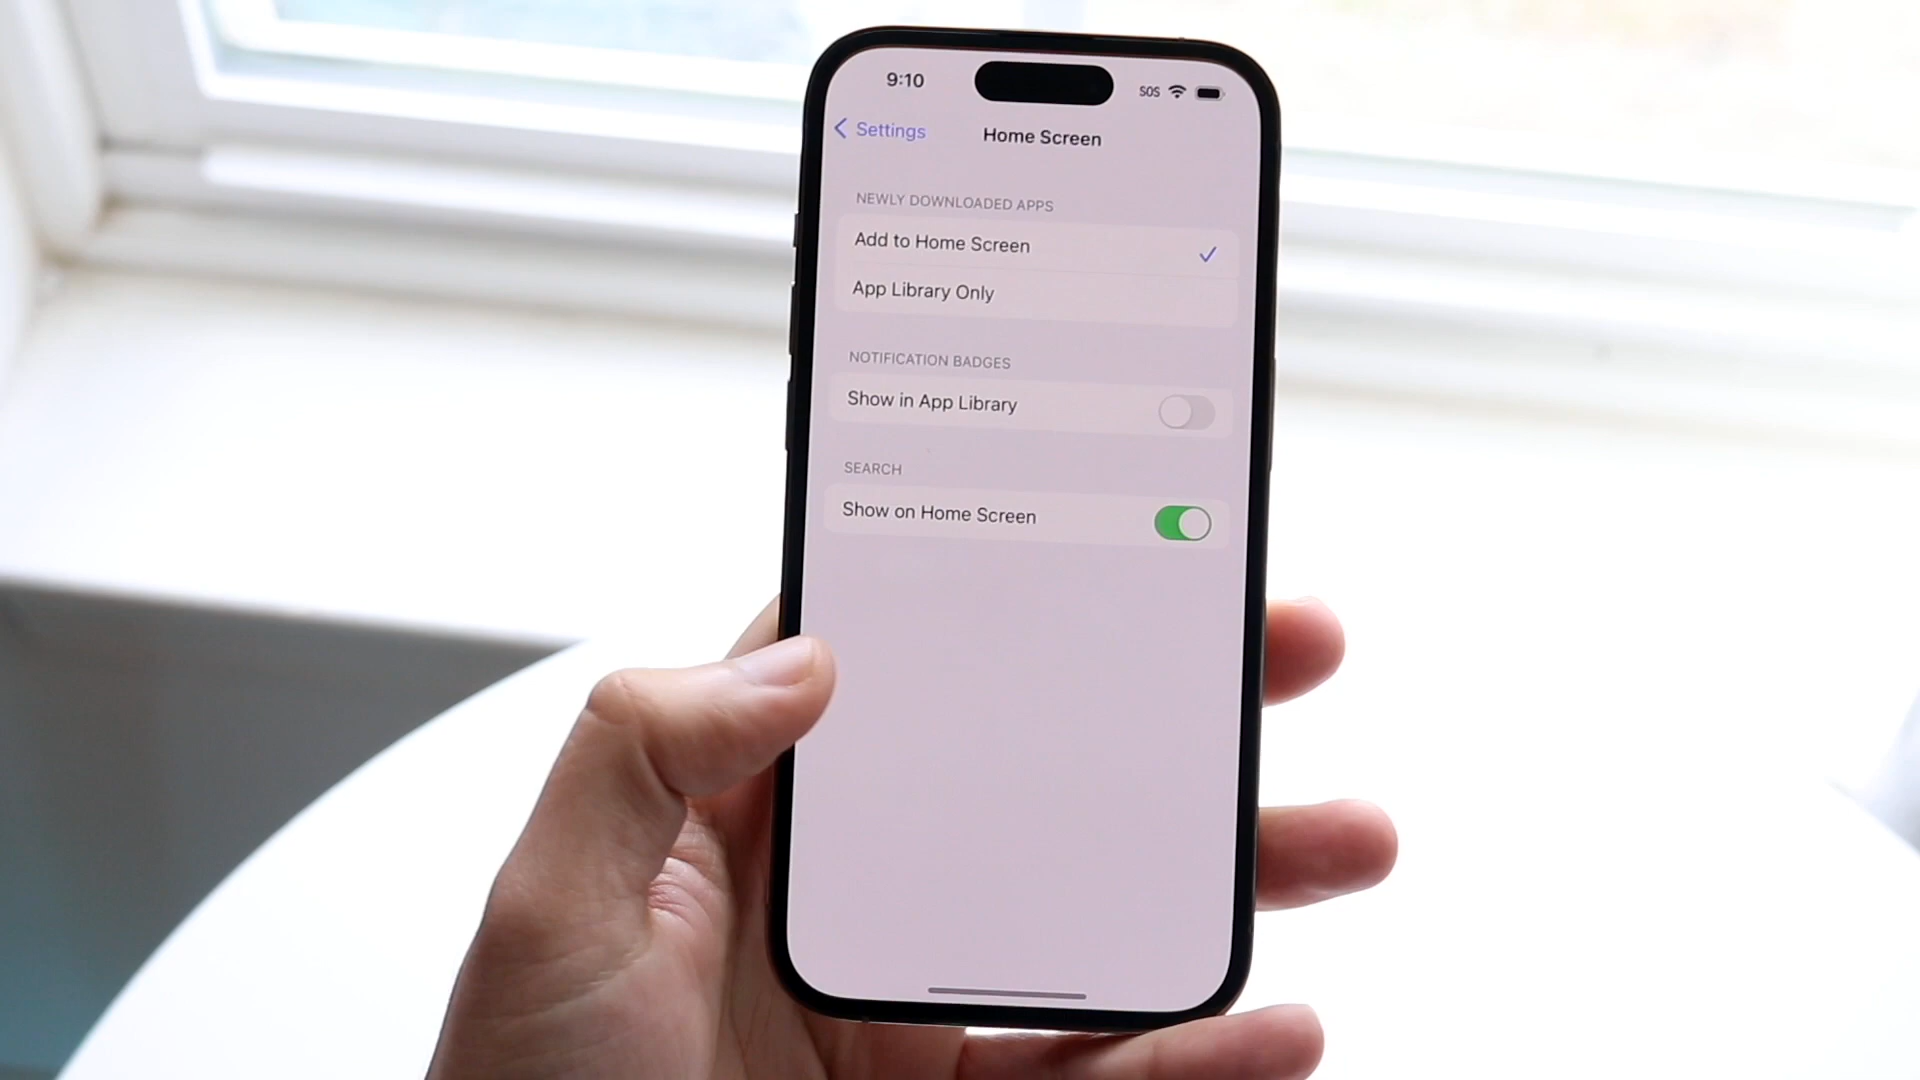 9:10
SOS
Settings
Home Screen
NEWLY DOWNLOADED APPS
Add to Home Screen
App Library Only
NOTIFICATION BADGES
Show in App Library
SEARCH
Show on Home Screen